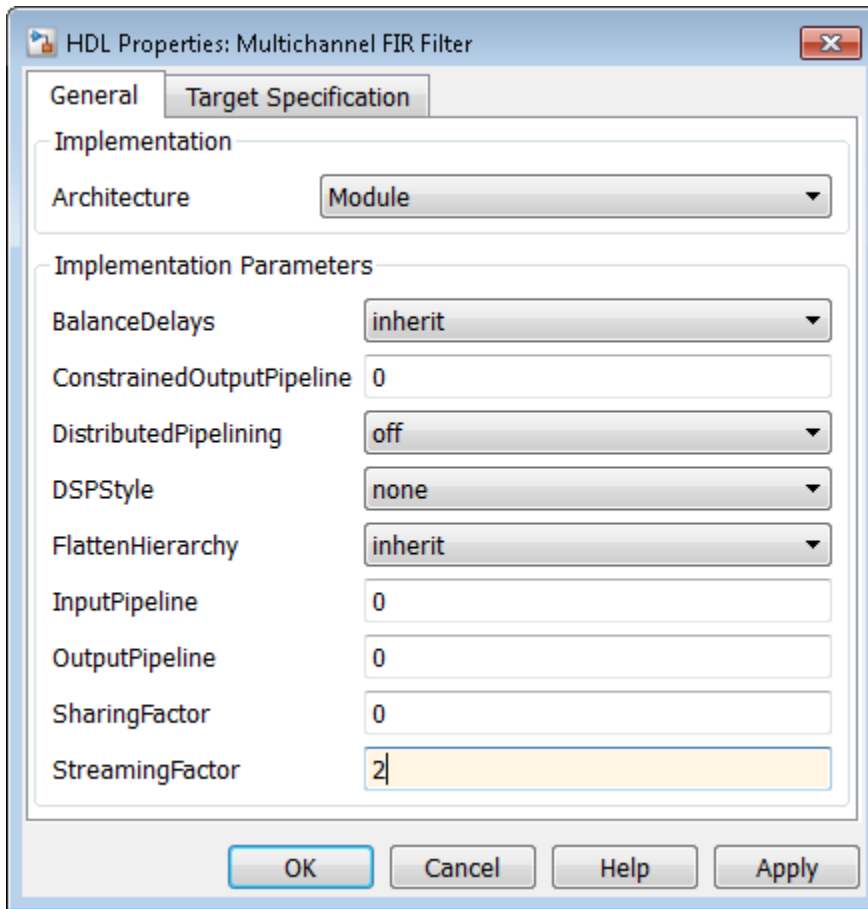 HDL Properties: Multichannel FIR Filter
General Target Specification
Implementation
Architecture Module
Implementation Parameters
BalanceDelays inherit
ConstrainedOutputPipeline 0
DistributedPipelining off
DSPStyle none
FlattenHierarchy inherit
InputPipeline 0
OutputPipeline 0
SharingFactor 0
StreamingFactor 2
OK Cancel Help Apply